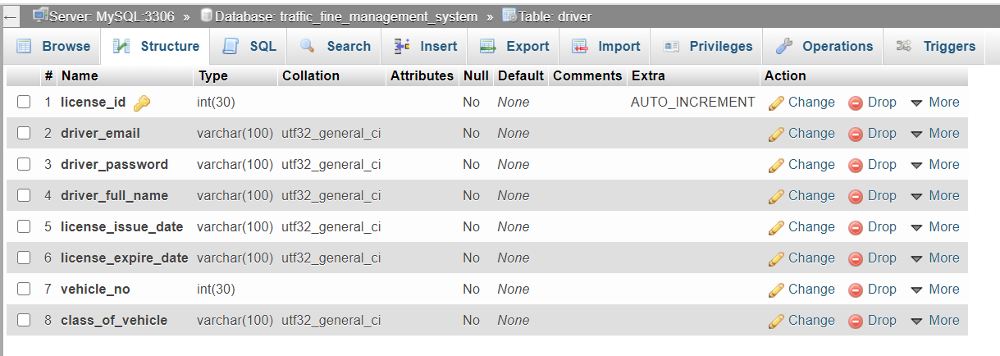 Server: MySQL:3306 » Database: traffic_fine_management_system » Table: driver
Browse Structure SQL Search Insert Export Import Privileges Operations Triggers
# Name Type Collation Attributes Null Default Comments Extra Action
1 license_id int(30) No None AUTO_INCREMENT Change Drop More
2 driver_email varchar(100) utf32_general_ci No None Change Drop More
3 driver_password varchar(100) utf32_general_ci No None Change Drop More
4 driver_full_name varchar(100) utf32_general_ci No None Change Drop More
5 license_issue_date varchar(100) utf32_general_ci No None Change Drop More
6 license_expire_date varchar(100) utf32_general_ci No None Change Drop More
7 vehicle_no int(30) No None Change Drop More
8 class_of_vehicle varchar(100) utf32_general_ci No None Change Drop More